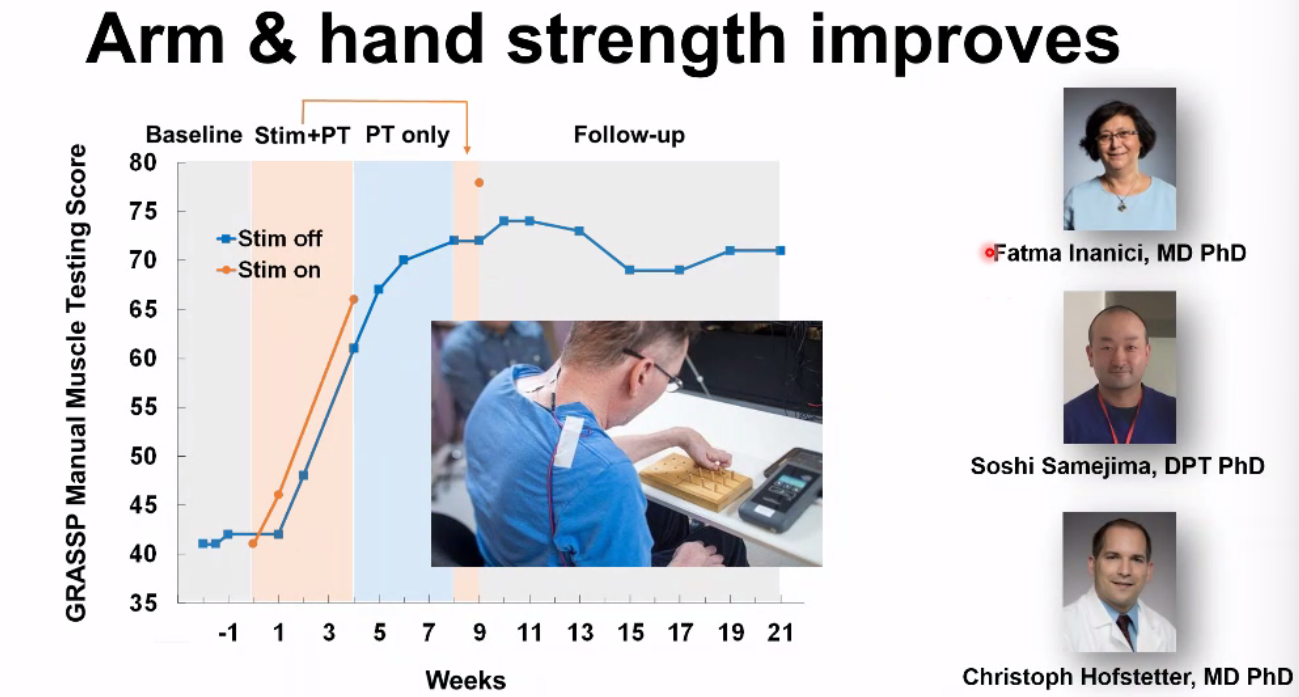 Arm & hand strength improves
Baseline Stim+PT PT only Follow-up
GRASSP Manual Muscle Testing Score
80
75
70
65
60
55
50
45
40
35
Stim off
Stim on
-1 1 3 5 7 9 11 13 15 17 19 21
Weeks
Fatma Inanici, MD PhD
Soshi Samejima, DPT PhD
Christoph Hofstetter, MD PhD